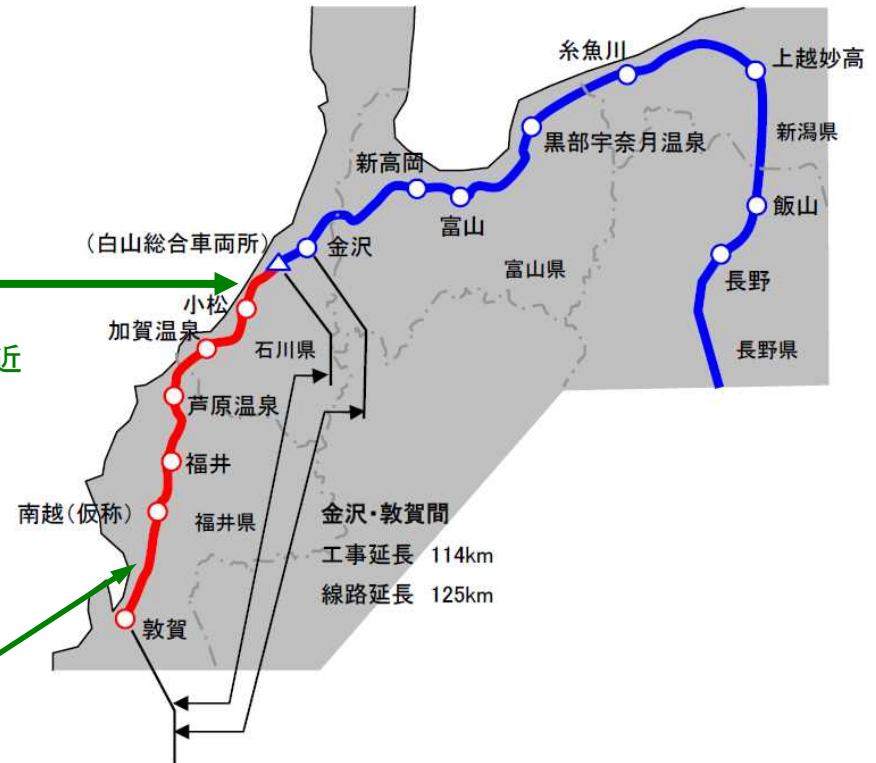 糸魚川
上越妙高
黒部宇奈月温泉
新潟県
新高岡
飯山
富山
(白山総合車両所)
金沢
富山県
長野
小松
加賀温泉
近
石川県
長野県
芦原温泉
福井
南越(仮称)
福井県
金沢・敦賀間
工事延長 114km
線路延長 125km
敦賀